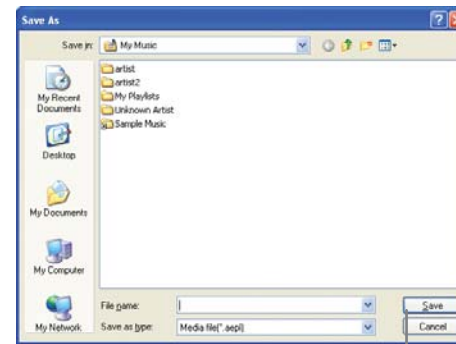 Save As
Save in:
My Music
artist
artist2
My Playlists
Unknown Artist
Sample Music
My Recent
Documents
Desktop
My Documents
My Computer
My Network
File name:
Save
Save as type:
Media file(*.aepl)
Cancel